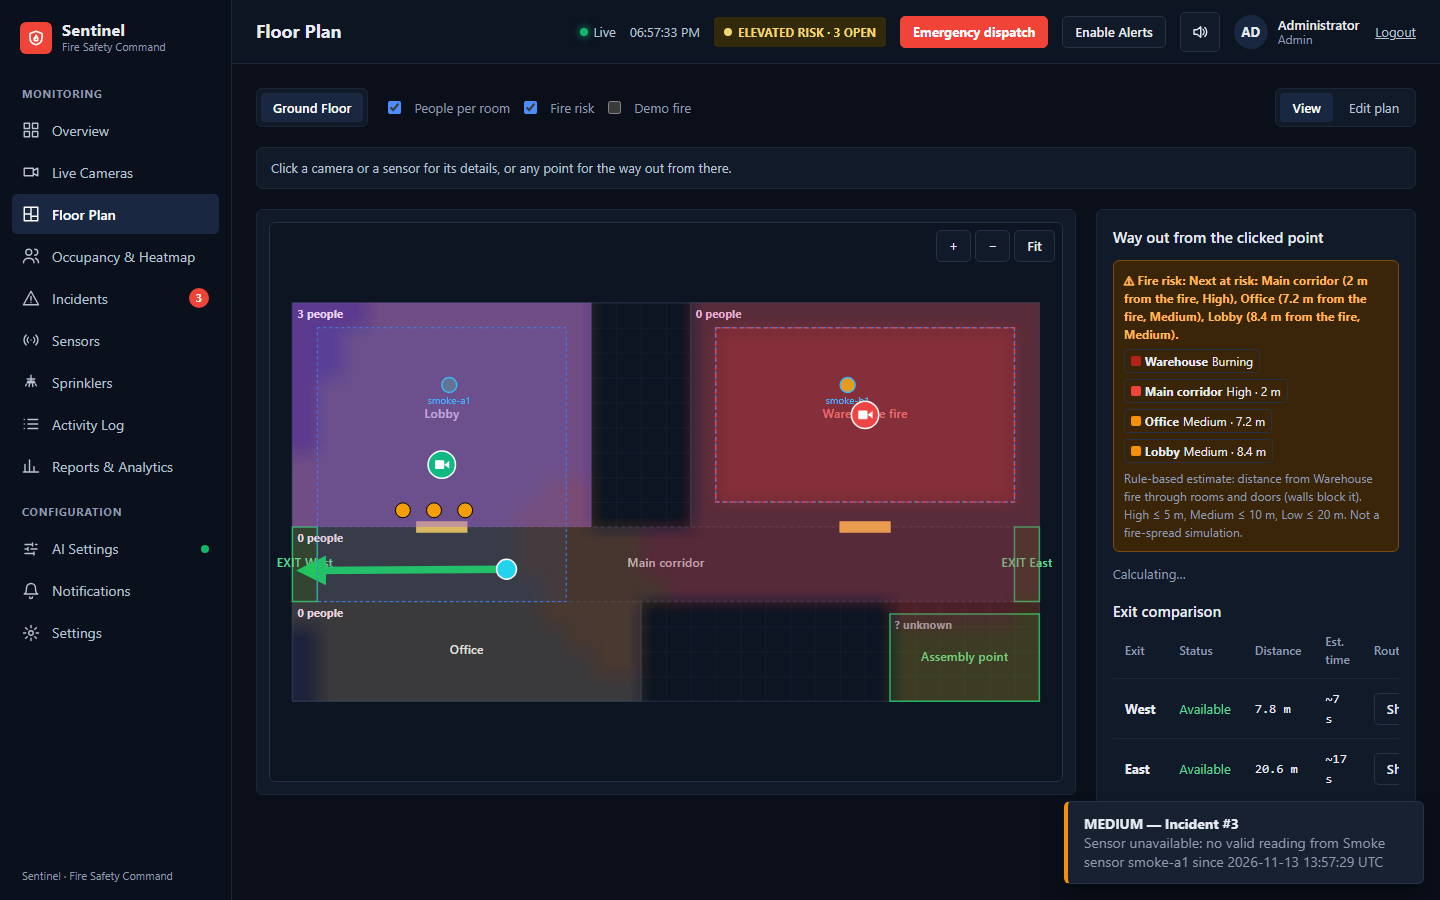 Sentinel
Fire Safety Command
MONITORING
Overview
Live Cameras
Floor Plan
Occupancy & Heatmap
Incidents
3
Sensors
Sprinklers
Activity Log
Reports & Analytics
CONFIGURATION
AI Settings
Notifications
Settings
Sentinel · Fire Safety Command
Floor Plan
Live
06:57:33 PM
ELEVATED RISK · 3 OPEN
Emergency dispatch
Enable Alerts
AD
Administrator
Admin
Logout
Ground Floor
People per room
Fire risk
Demo fire
View
Edit plan
Click a camera or a sensor for its details, or any point for the way out from there.
+
−
Fit
3 people
0 people
smoke-a1
Lobby
smoke-b1
Warehouse fire
0 people
EXIT West
Main corridor
EXIT East
0 people
Office
? unknown
Assembly point
Way out from the clicked point
⚠ Fire risk: Next at risk: Main corridor (2 m
from the fire, High), Office (7.2 m from the
fire, Medium), Lobby (8.4 m from the fire,
Medium).
Warehouse Burning
Main corridor High · 2 m
Office Medium · 7.2 m
Lobby Medium · 8.4 m
Rule-based estimate: distance from Warehouse
fire through rooms and doors (walls block it).
High ≤ 5 m, Medium ≤ 10 m, Low ≤ 20 m. Not a
fire-spread simulation.
Calculating...
Exit comparison
Exit Status Distance Est. time Rout
West Available 7.8 m ~7 s Sh
East Available 20.6 m ~17 s Sh
MEDIUM — Incident #3
Sensor unavailable: no valid reading from Smoke
sensor smoke-a1 since 2026-11-13 13:57:29 UTC